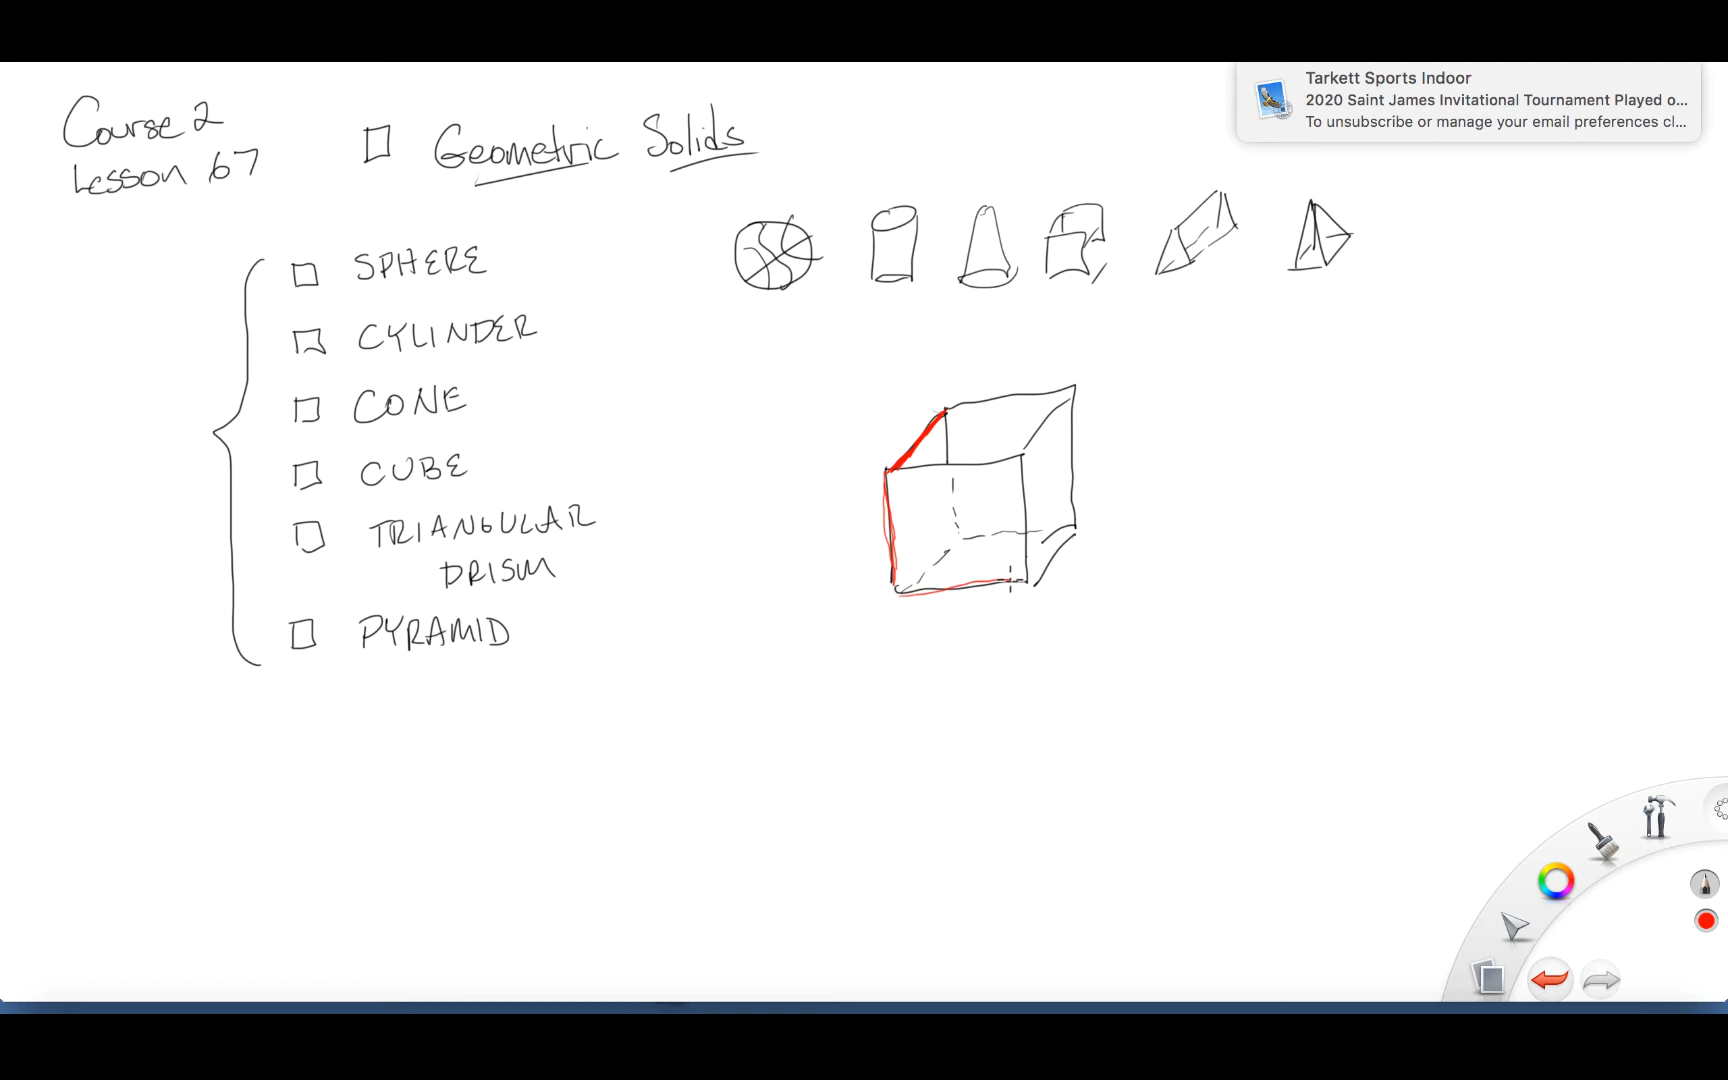 Course 2
Lesson 67
Geometric Solids
Tarkett Sports Indoor
2020 Saint James Invitational Tournament Played o...
To unsubscribe or manage your email preferences cl...
SPHERE
CYLINDER
CONE
CUBE
TRIANGULAR
PRISM
PYRAMID